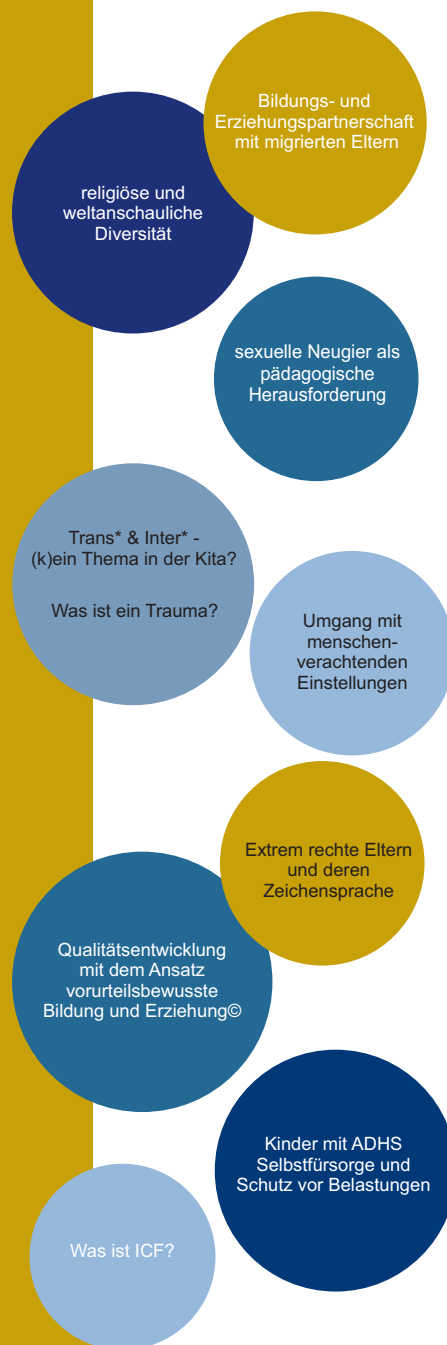 Bildungs- und
Erziehungspartnerschaft
mit migrierten Eltern
religiöse und
weltanschauliche
Diversität
sexuelle Neugier als
pädagogische
Herausforderung
Trans* & Inter* -
(k)ein Thema in der Kita?
Was ist ein Trauma?
Umgang mit
menschen-
verachtenden
Einstellungen
Extrem rechte Eltern
und deren
Zeichensprache
Qualitätsentwicklung
mit dem Ansatz
vorurteilsbewusste
Bildung und Erziehung©
Kinder mit ADHS
Selbstfürsorge und
Schutz vor Belastungen
Was ist ICF?